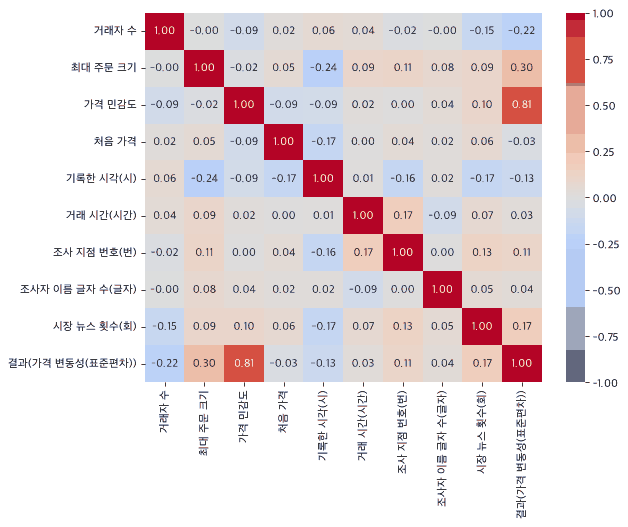 거래자 수 1.00 -0.00 -0.09 0.02 0.06 0.04 -0.02 -0.00 -0.15 -0.22
최대 주문 크기 -0.00 1.00 -0.02 0.05 -0.24 0.09 0.11 0.08 0.09 0.30
가격 민감도 -0.09 -0.02 1.00 -0.09 -0.09 0.02 0.00 0.04 0.10 0.81
처음 가격 0.02 0.05 -0.09 1.00 -0.17 0.00 0.04 0.02 0.06 -0.03
기록한 시각(시) 0.06 -0.24 -0.09 -0.17 1.00 0.01 -0.16 0.02 -0.17 -0.13
거래 시간(시간) 0.04 0.09 0.02 0.00 0.01 1.00 0.17 -0.09 0.07 0.03
조사 지점 번호(번) -0.02 0.11 0.00 0.04 -0.16 0.17 1.00 0.00 0.13 0.11
조사자 이름 글자 수(글자) -0.00 0.08 0.04 0.02 0.02 -0.09 0.00 1.00 0.05 0.04
시장 뉴스 횟수(회) -0.15 0.09 0.10 0.06 -0.17 0.07 0.13 0.05 1.00 0.17
결과(가격 변동성(표준편차)) -0.22 0.30 0.81 -0.03 -0.13 0.03 0.11 0.04 0.17 1.00
거래자 수
최대 주문 크기
가격 민감도
처음 가격
기록한 시각(시)
거래 시간(시간)
조사 지점 번호(번)
조사자 이름 글자 수(글자)
시장 뉴스 횟수(회)
결과(가격 변동성(표준편차))
1.00
0.75
0.50
0.25
0.00
-0.25
-0.50
-0.75
-1.00